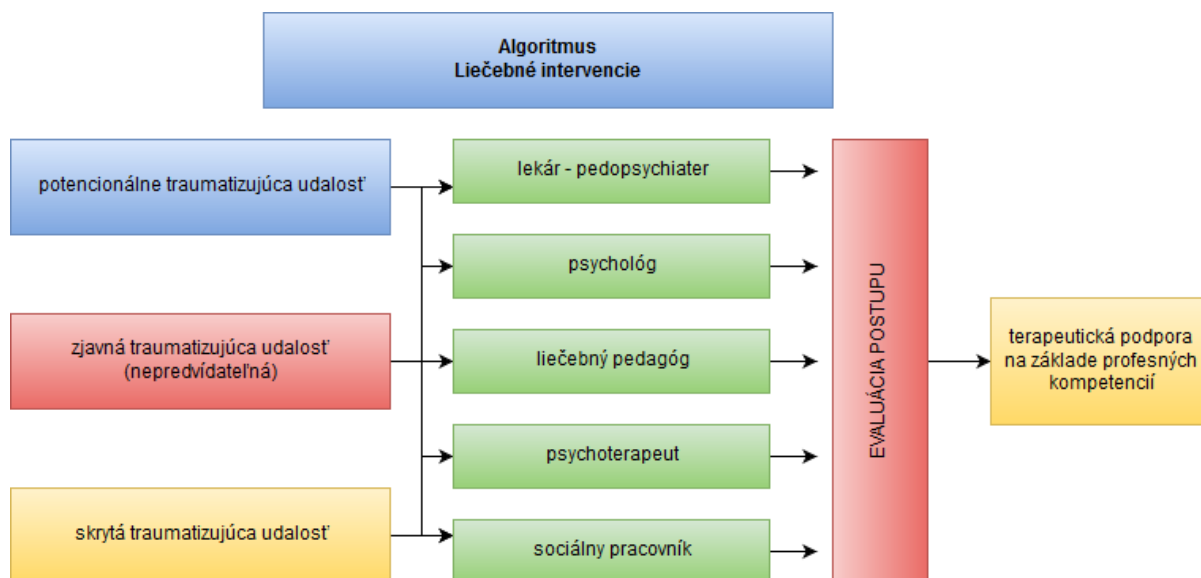 Algoritmus
Liečebné intervencie
potencionálne traumatizujúca udalosť
zjavná traumatizujúca udalosť
(nepredvídateľná)
skrytá traumatizujúca udalosť
lekár - pedopsychiater
psychológ
liečebný pedagóg
psychoterapeut
sociálny pracovník
EVALUÁCIA POSTUPU
terapeutická podpora
na základe profesných
kompetencií